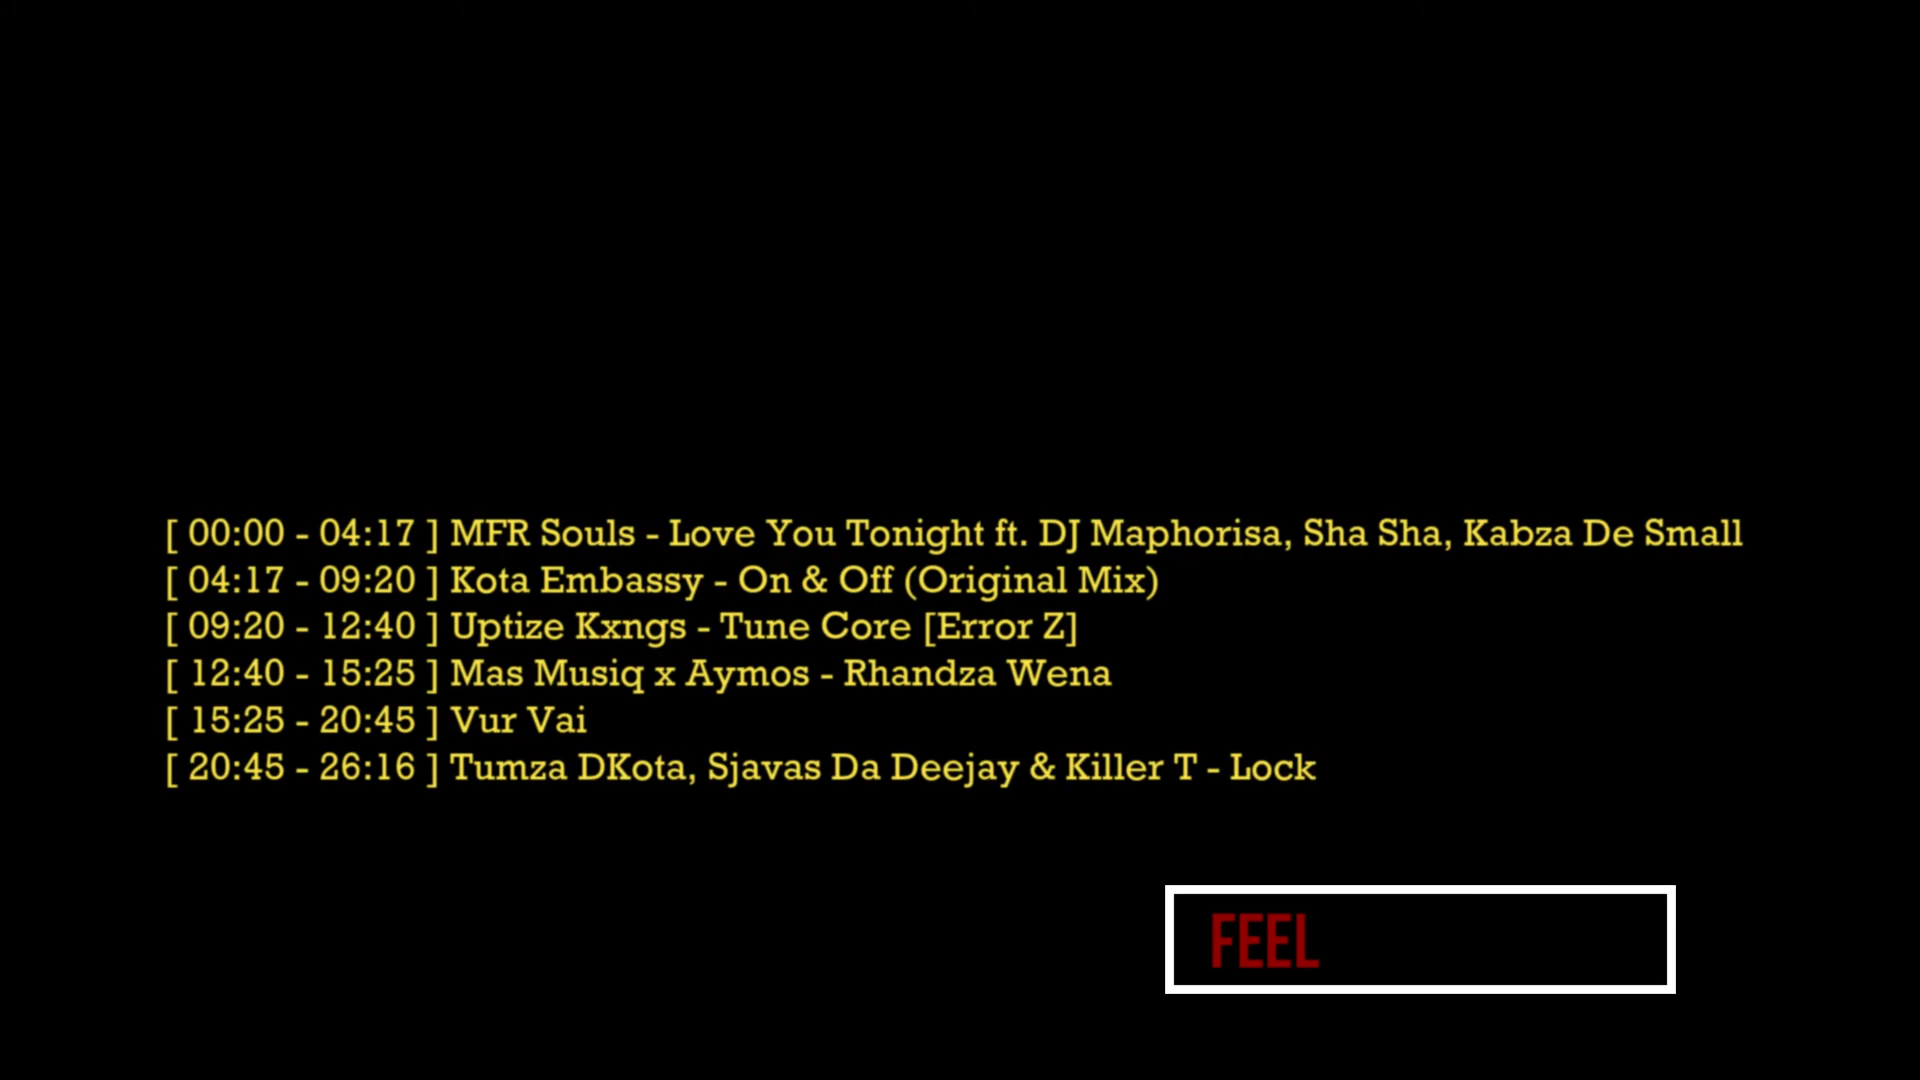 [ 00:00 - 04:17 ] MFR Souls - Love You Tonight ft. DJ Maphorisa, Sha Sha, Kabza De Small
[ 04:17 - 09:20 ] Kota Embassy - On & Off (Original Mix)
[ 09:20 - 12:40 ] Uptize Kxngs - Tune Core [Error Z]
[ 12:40 - 15:25 ] Mas Musiq x Aymos - Rhandza Wena
[ 15:25 - 20:45 ] Vur Vai
[ 20:45 - 26:16 ] Tumza DKota, Sjavas Da Deejay & Killer T - Lock
FEEL